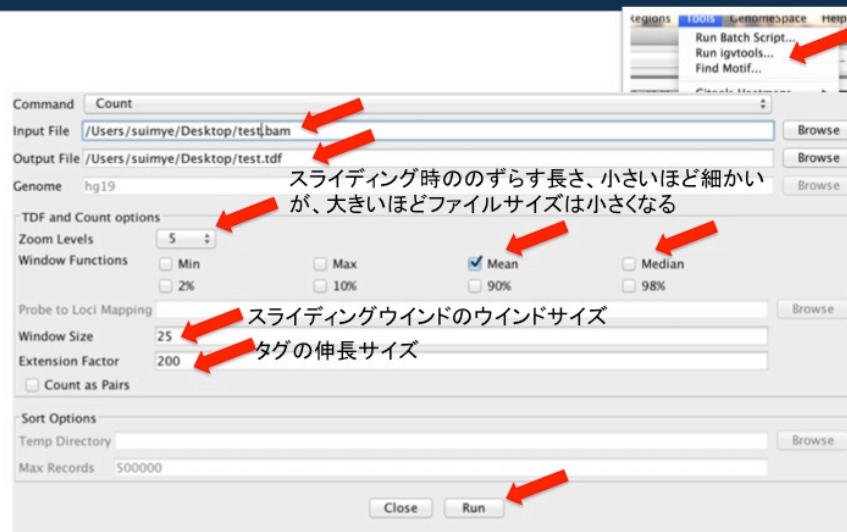 Regions Tools GenomeSpace Help
Run Batch Script...
Run igvtools...
Find Motif...
Command Count
Input File /Users/suimye/Desktop/test.bam Browse
Output File /Users/suimye/Desktop/test.tdf Browse
Genome hg19 Browse
スライディング時ののずらす長さ、小さいほど細かい
が、大きいほどファイルサイズは小さくなる
TDF and Count options
Zoom Levels 5
Window Functions Min Max Mean Median
2% 10% 90% 98%
Probe to Loci Mapping Browse
スライディングウインドのウインドサイズ
Window Size 25
タグの伸長サイズ
Extension Factor 200
Count as Pairs
Sort Options
Temp Directory Browse
Max Records 500000
Close Run